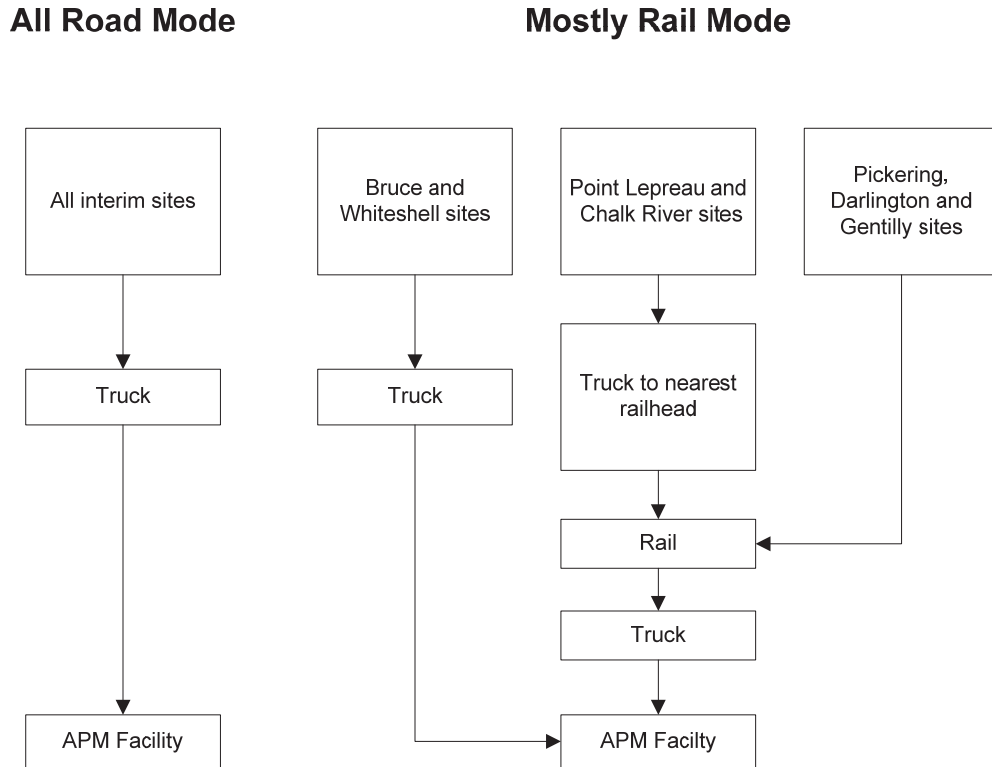 All Road Mode
Mostly Rail Mode
All interim sites
Truck
APM Facility
Bruce and
Whiteshell sites
Truck
Point Lepreau and
Chalk River sites
Truck to nearest
railhead
Rail
Truck
APM Facilty
Pickering,
Darlington and
Gentilly sites